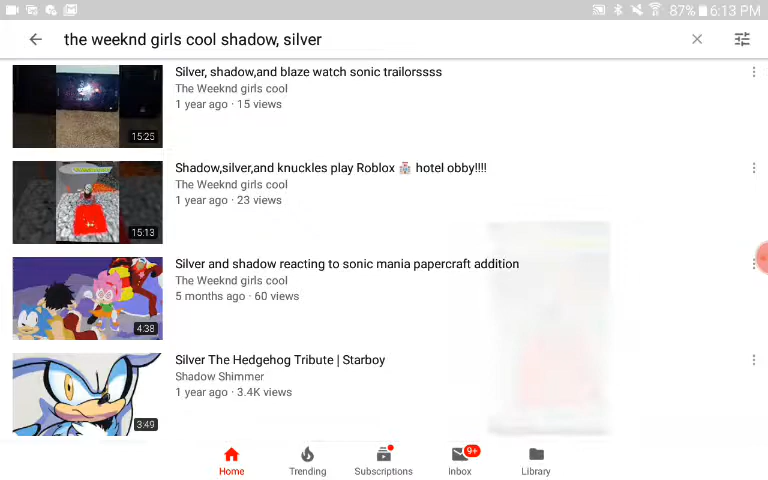 87% 6:13 PM
the weeknd girls cool shadow, silver
Silver, shadow,and blaze watch sonic trailorssss
The Weeknd girls cool
1 year ago · 15 views
15:25
Shadow,silver,and knuckles play Roblox 🏩 hotel obby!!!!
The Weeknd girls cool
1 year ago · 23 views
15:13
Silver and shadow reacting to sonic mania papercraft addition
The Weeknd girls cool
5 months ago · 60 views
4:38
Silver The Hedgehog Tribute | Starboy
Shadow Shimmer
1 year ago · 3.4K views
3:49
9+
Home Trending Subscriptions Inbox Library